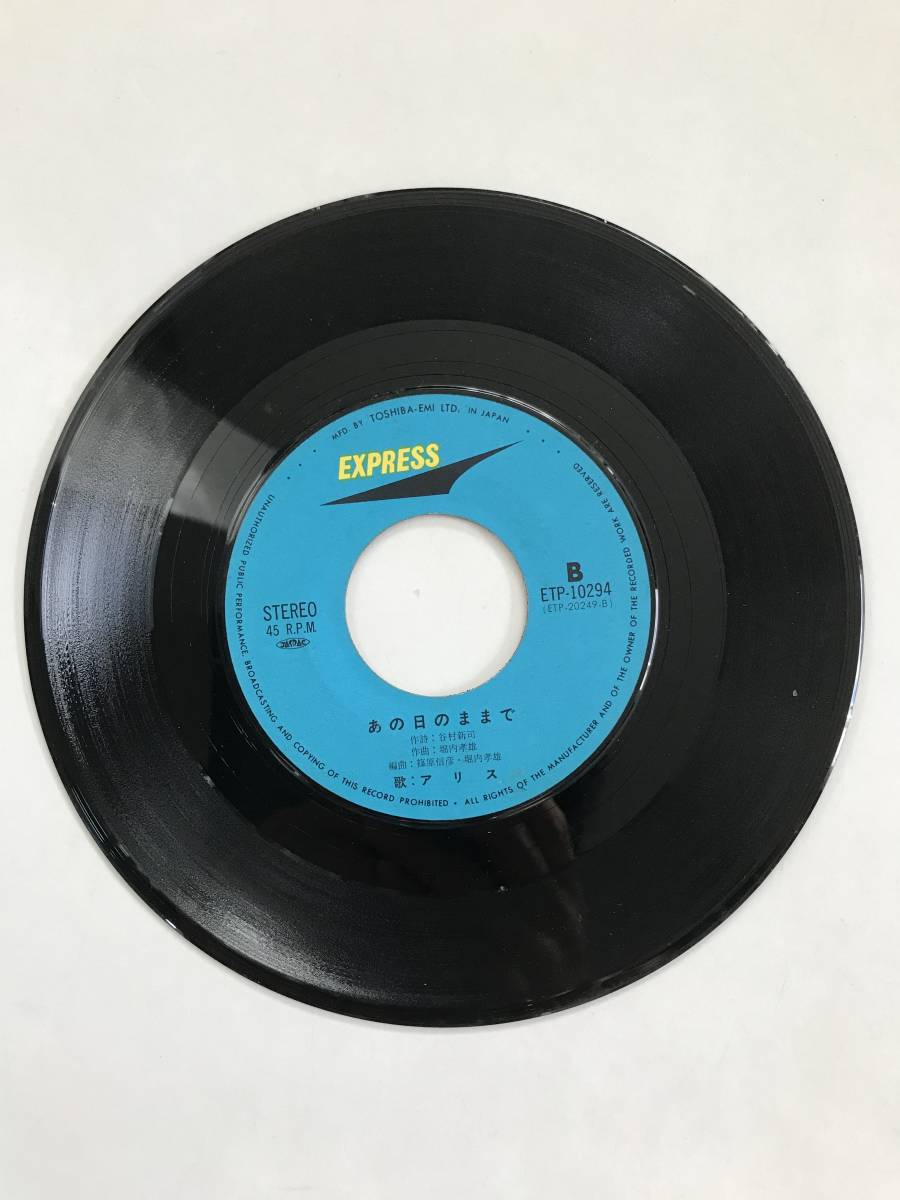 MFD. BY TOSHIBA-EMI LTD. IN JAPAN
EXPRESS
B
ETP-10294
(ETP-20249-B)
STEREO
45 R.P.M.
JASRAC
あの日のままで
作詩：谷村新司
作曲：堀内孝雄
編曲：篠原信彦・堀内孝雄
歌：アリス
UNAUTHORIZED PUBLIC PERFORMANCE, BROADCASTING AND COPYING OF THIS RECORD PROHIBITED • ALL RIGHTS OF THE MANUFACTURER AND OF THE OWNER OF THE RECORDED WORK ARE RESERVED